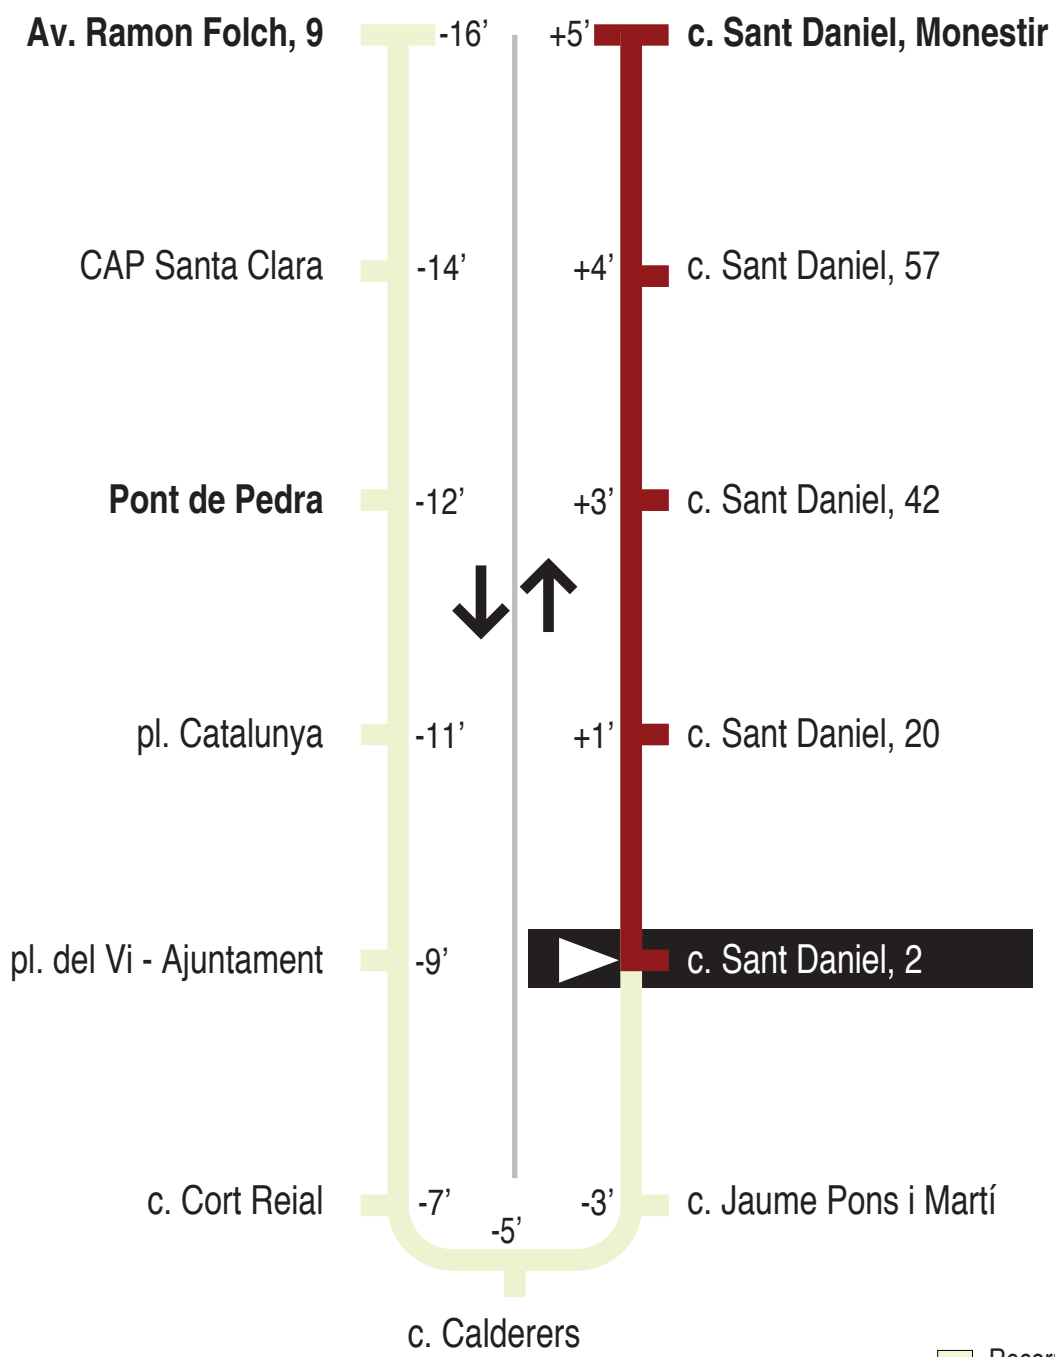 Av. Ramon Folch, 9 -16’ +5’ c. Sant Daniel, Monestir
CAP Santa Clara -14’ +4’ c. Sant Daniel, 57
Pont de Pedra -12’ +3’ c. Sant Daniel, 42
pl. Catalunya -11’ +1’ c. Sant Daniel, 20
pl. del Vi - Ajuntament -9’ c. Sant Daniel, 2
c. Cort Reial -7’ -3’ c. Jaume Pons i Martí
-5’
c. Calderers